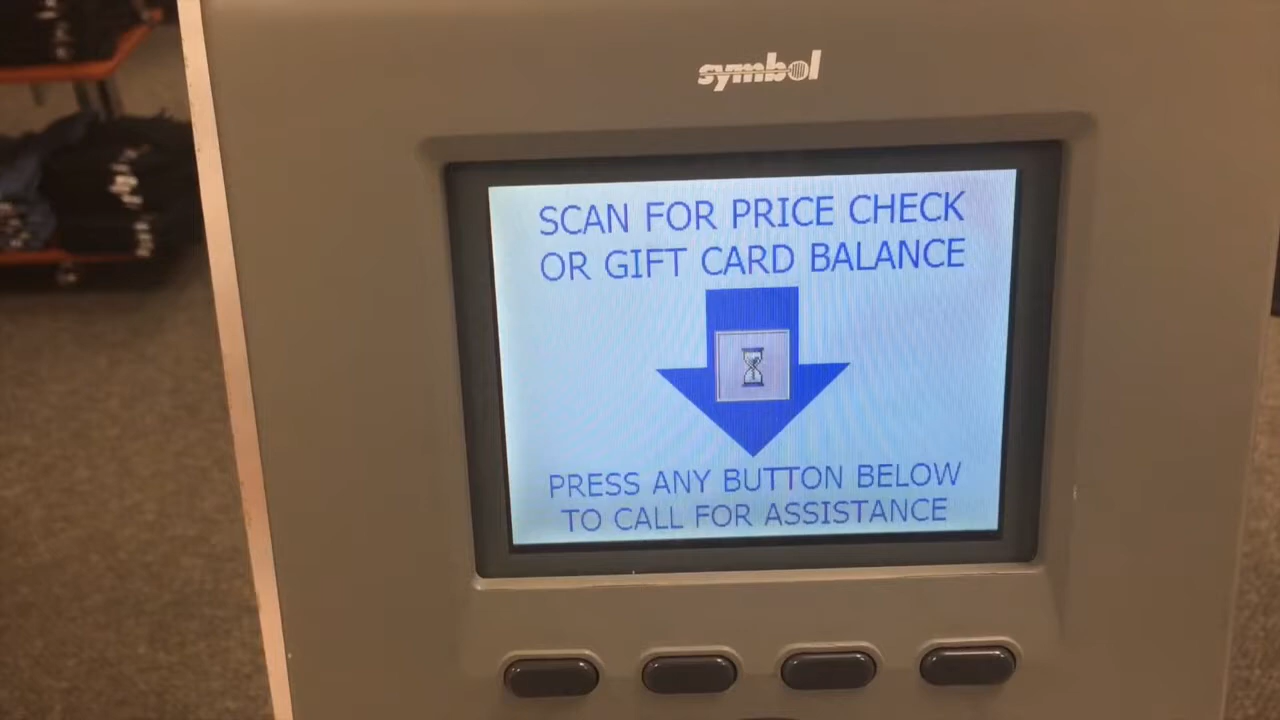 symbol
SCAN FOR PRICE CHECK
OR GIFT CARD BALANCE
PRESS ANY BUTTON BELOW
TO CALL FOR ASSISTANCE